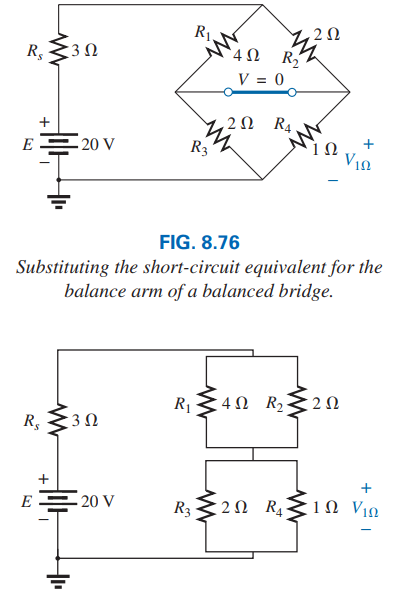 R1 4 Ω
R2 2 Ω
Rs 3 Ω
V = 0
R3 2 Ω
R4 1 Ω
+
V1Ω
–
+
E 20 V
–
FIG. 8.76
Substituting the short-circuit equivalent for the
balance arm of a balanced bridge.
R1 4 Ω R2 2 Ω
Rs 3 Ω
+
E 20 V
–
R3 2 Ω R4 1 Ω
+
V1Ω
–